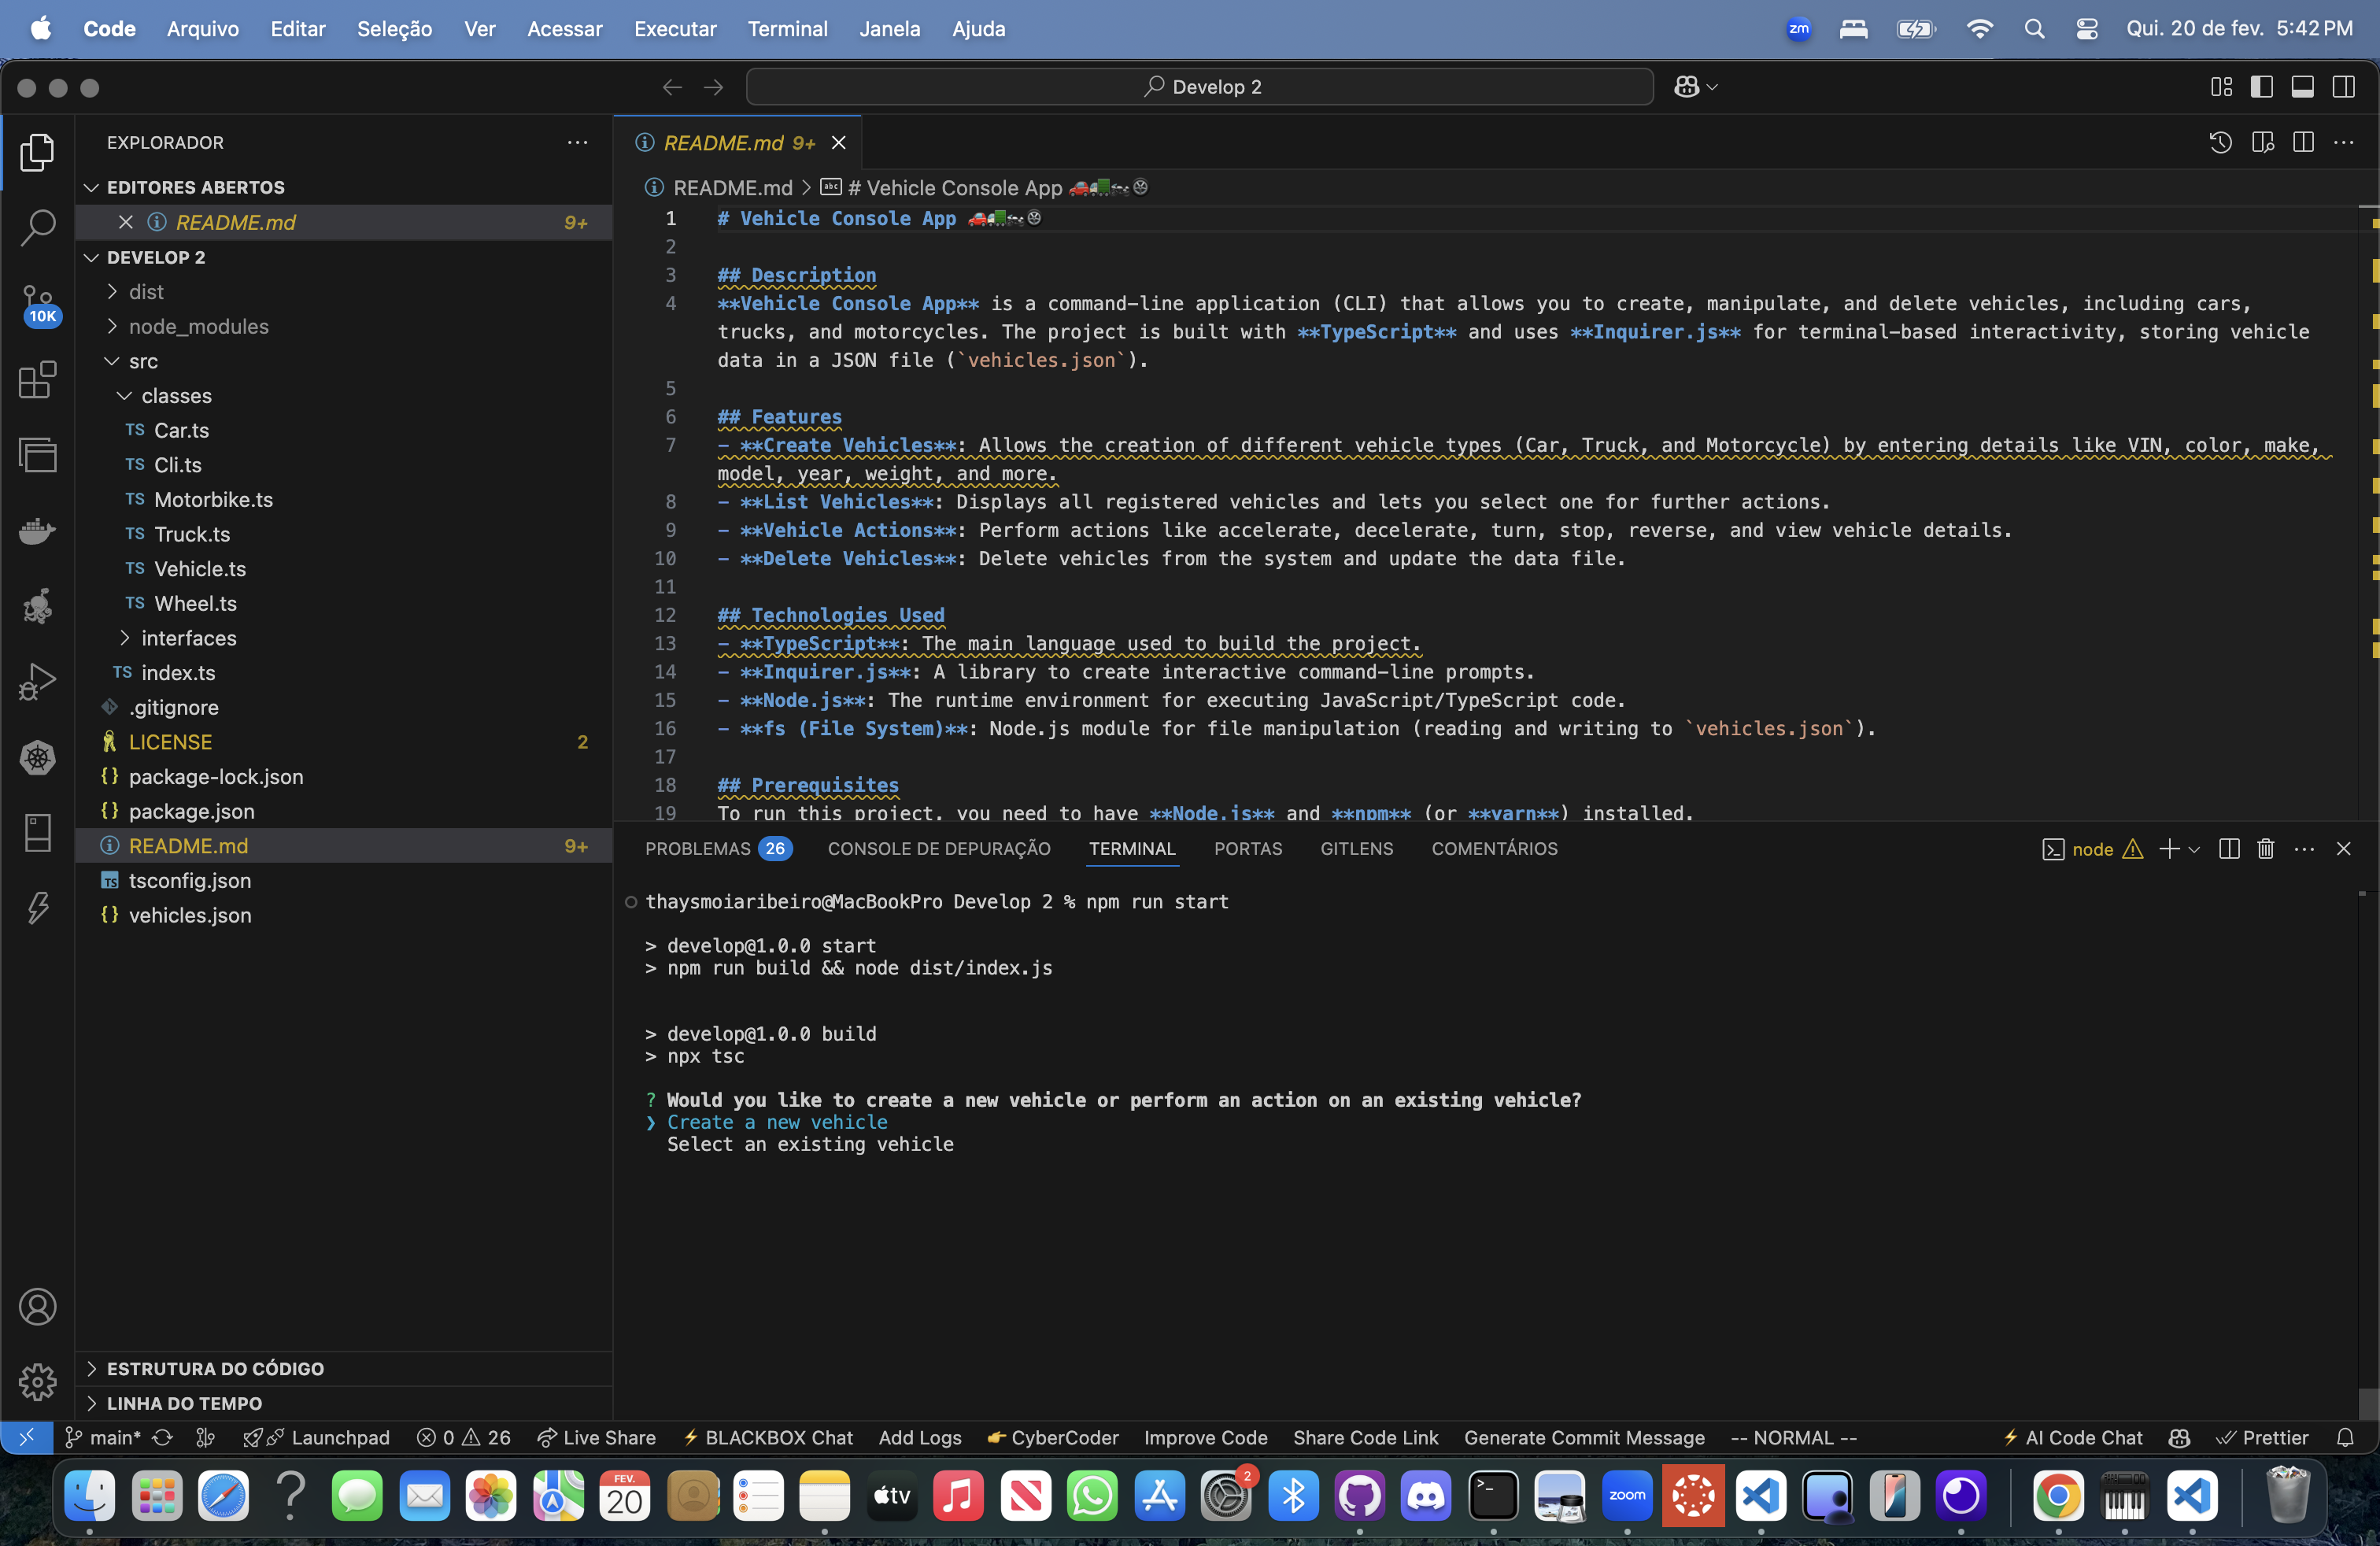 Code Arquivo Editar Seleção Ver Acessar Executar Terminal Janela Ajuda
zm
Qui. 20 de fev. 5:42 PM
Develop 2
EXPLORADOR
EDITORES ABERTOS
README.md 9+
DEVELOP 2
dist
node_modules
src
classes
TS Car.ts
TS Cli.ts
TS Motorbike.ts
TS Truck.ts
TS Vehicle.ts
TS Wheel.ts
interfaces
TS index.ts
.gitignore
LICENSE 2
{} package-lock.json
{} package.json
README.md 9+
TS tsconfig.json
{} vehicles.json
ESTRUTURA DO CÓDIGO
LINHA DO TEMPO
10K
README.md 9+
README.md > abc # Vehicle Console App 🚗🚛🏍️🛞
1 # Vehicle Console App 🚗🚛🏍️🛞
2
3 ## Description
4 **Vehicle Console App** is a command-line application (CLI) that allows you to create, manipulate, and delete vehicles, including cars,
trucks, and motorcycles. The project is built with **TypeScript** and uses **Inquirer.js** for terminal-based interactivity, storing vehicle
data in a JSON file (`vehicles.json`).
5
6 ## Features
7 - **Create Vehicles**: Allows the creation of different vehicle types (Car, Truck, and Motorcycle) by entering details like VIN, color, make,
model, year, weight, and more.
8 - **List Vehicles**: Displays all registered vehicles and lets you select one for further actions.
9 - **Vehicle Actions**: Perform actions like accelerate, decelerate, turn, stop, reverse, and view vehicle details.
10 - **Delete Vehicles**: Delete vehicles from the system and update the data file.
11
12 ## Technologies Used
13 - **TypeScript**: The main language used to build the project.
14 - **Inquirer.js**: A library to create interactive command-line prompts.
15 - **Node.js**: The runtime environment for executing JavaScript/TypeScript code.
16 - **fs (File System)**: Node.js module for file manipulation (reading and writing to `vehicles.json`).
17
18 ## Prerequisites
19 To run this project, you need to have **Node.js** and **npm** (or **yarn**) installed.
PROBLEMAS 26 CONSOLE DE DEPURAÇÃO TERMINAL PORTAS GITLENS COMENTÁRIOS
node
thaysmoiaribeiro@MacBookPro Develop 2 % npm run start
> develop@1.0.0 start
> npm run build && node dist/index.js
> develop@1.0.0 build
> npx tsc
? Would you like to create a new vehicle or perform an action on an existing vehicle?
❯ Create a new vehicle
Select an existing vehicle
main* Launchpad 0 26 Live Share BLACKBOX Chat Add Logs CyberCoder Improve Code Share Code Link Generate Commit Message -- NORMAL -- AI Code Chat Prettier
FEV.
20
tv
2
zoom